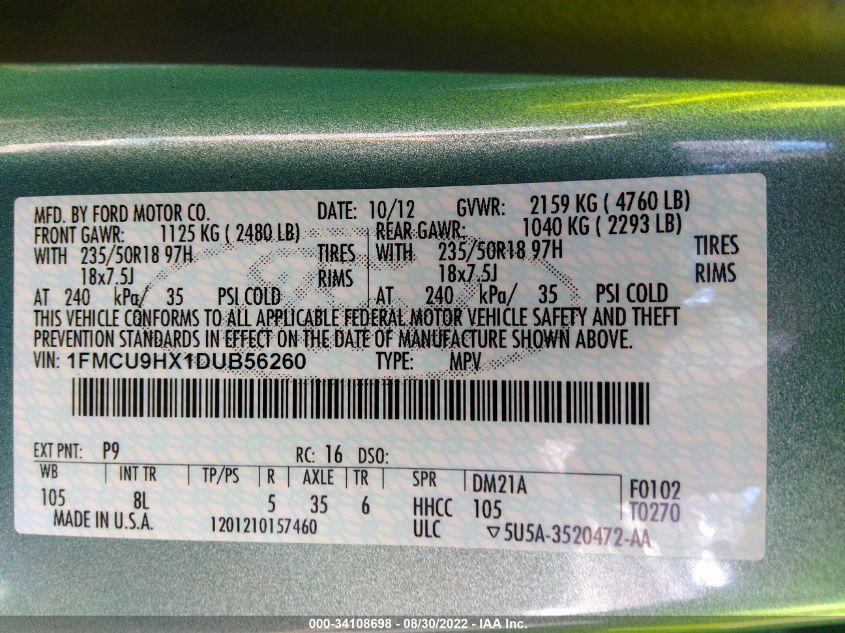 MFD. BY FORD MOTOR CO. DATE: 10/12 GVWR: 2159 KG ( 4760 LB)
FRONT GAWR: 1125 KG ( 2480 LB) REAR GAWR: 1040 KG ( 2293 LB)
WITH 235/50R18 97H TIRES WITH 235/50R18 97H TIRES
18x7.5J RIMS 18x7.5J RIMS
AT 240 kPa/ 35 PSI COLD AT 240 kPa/ 35 PSI COLD
THIS VEHICLE CONFORMS TO ALL APPLICABLE FEDERAL MOTOR VEHICLE SAFETY AND THEFT
PREVENTION STANDARDS IN EFFECT ON THE DATE OF MANUFACTURE SHOWN ABOVE.
VIN: 1FMCU9HX1DUB56260 TYPE: MPV
EXT PNT: P9 RC: 16 DSO:
WB INT TR TP/PS R AXLE TR SPR DM21A F0102
105 8L 5 35 6 HHCC 105 T0270
MADE IN U.S.A. 1201210157460 ULC ▽5U5A-3520472-AA
000-34108698 - 08/30/2022 - IAA Inc.